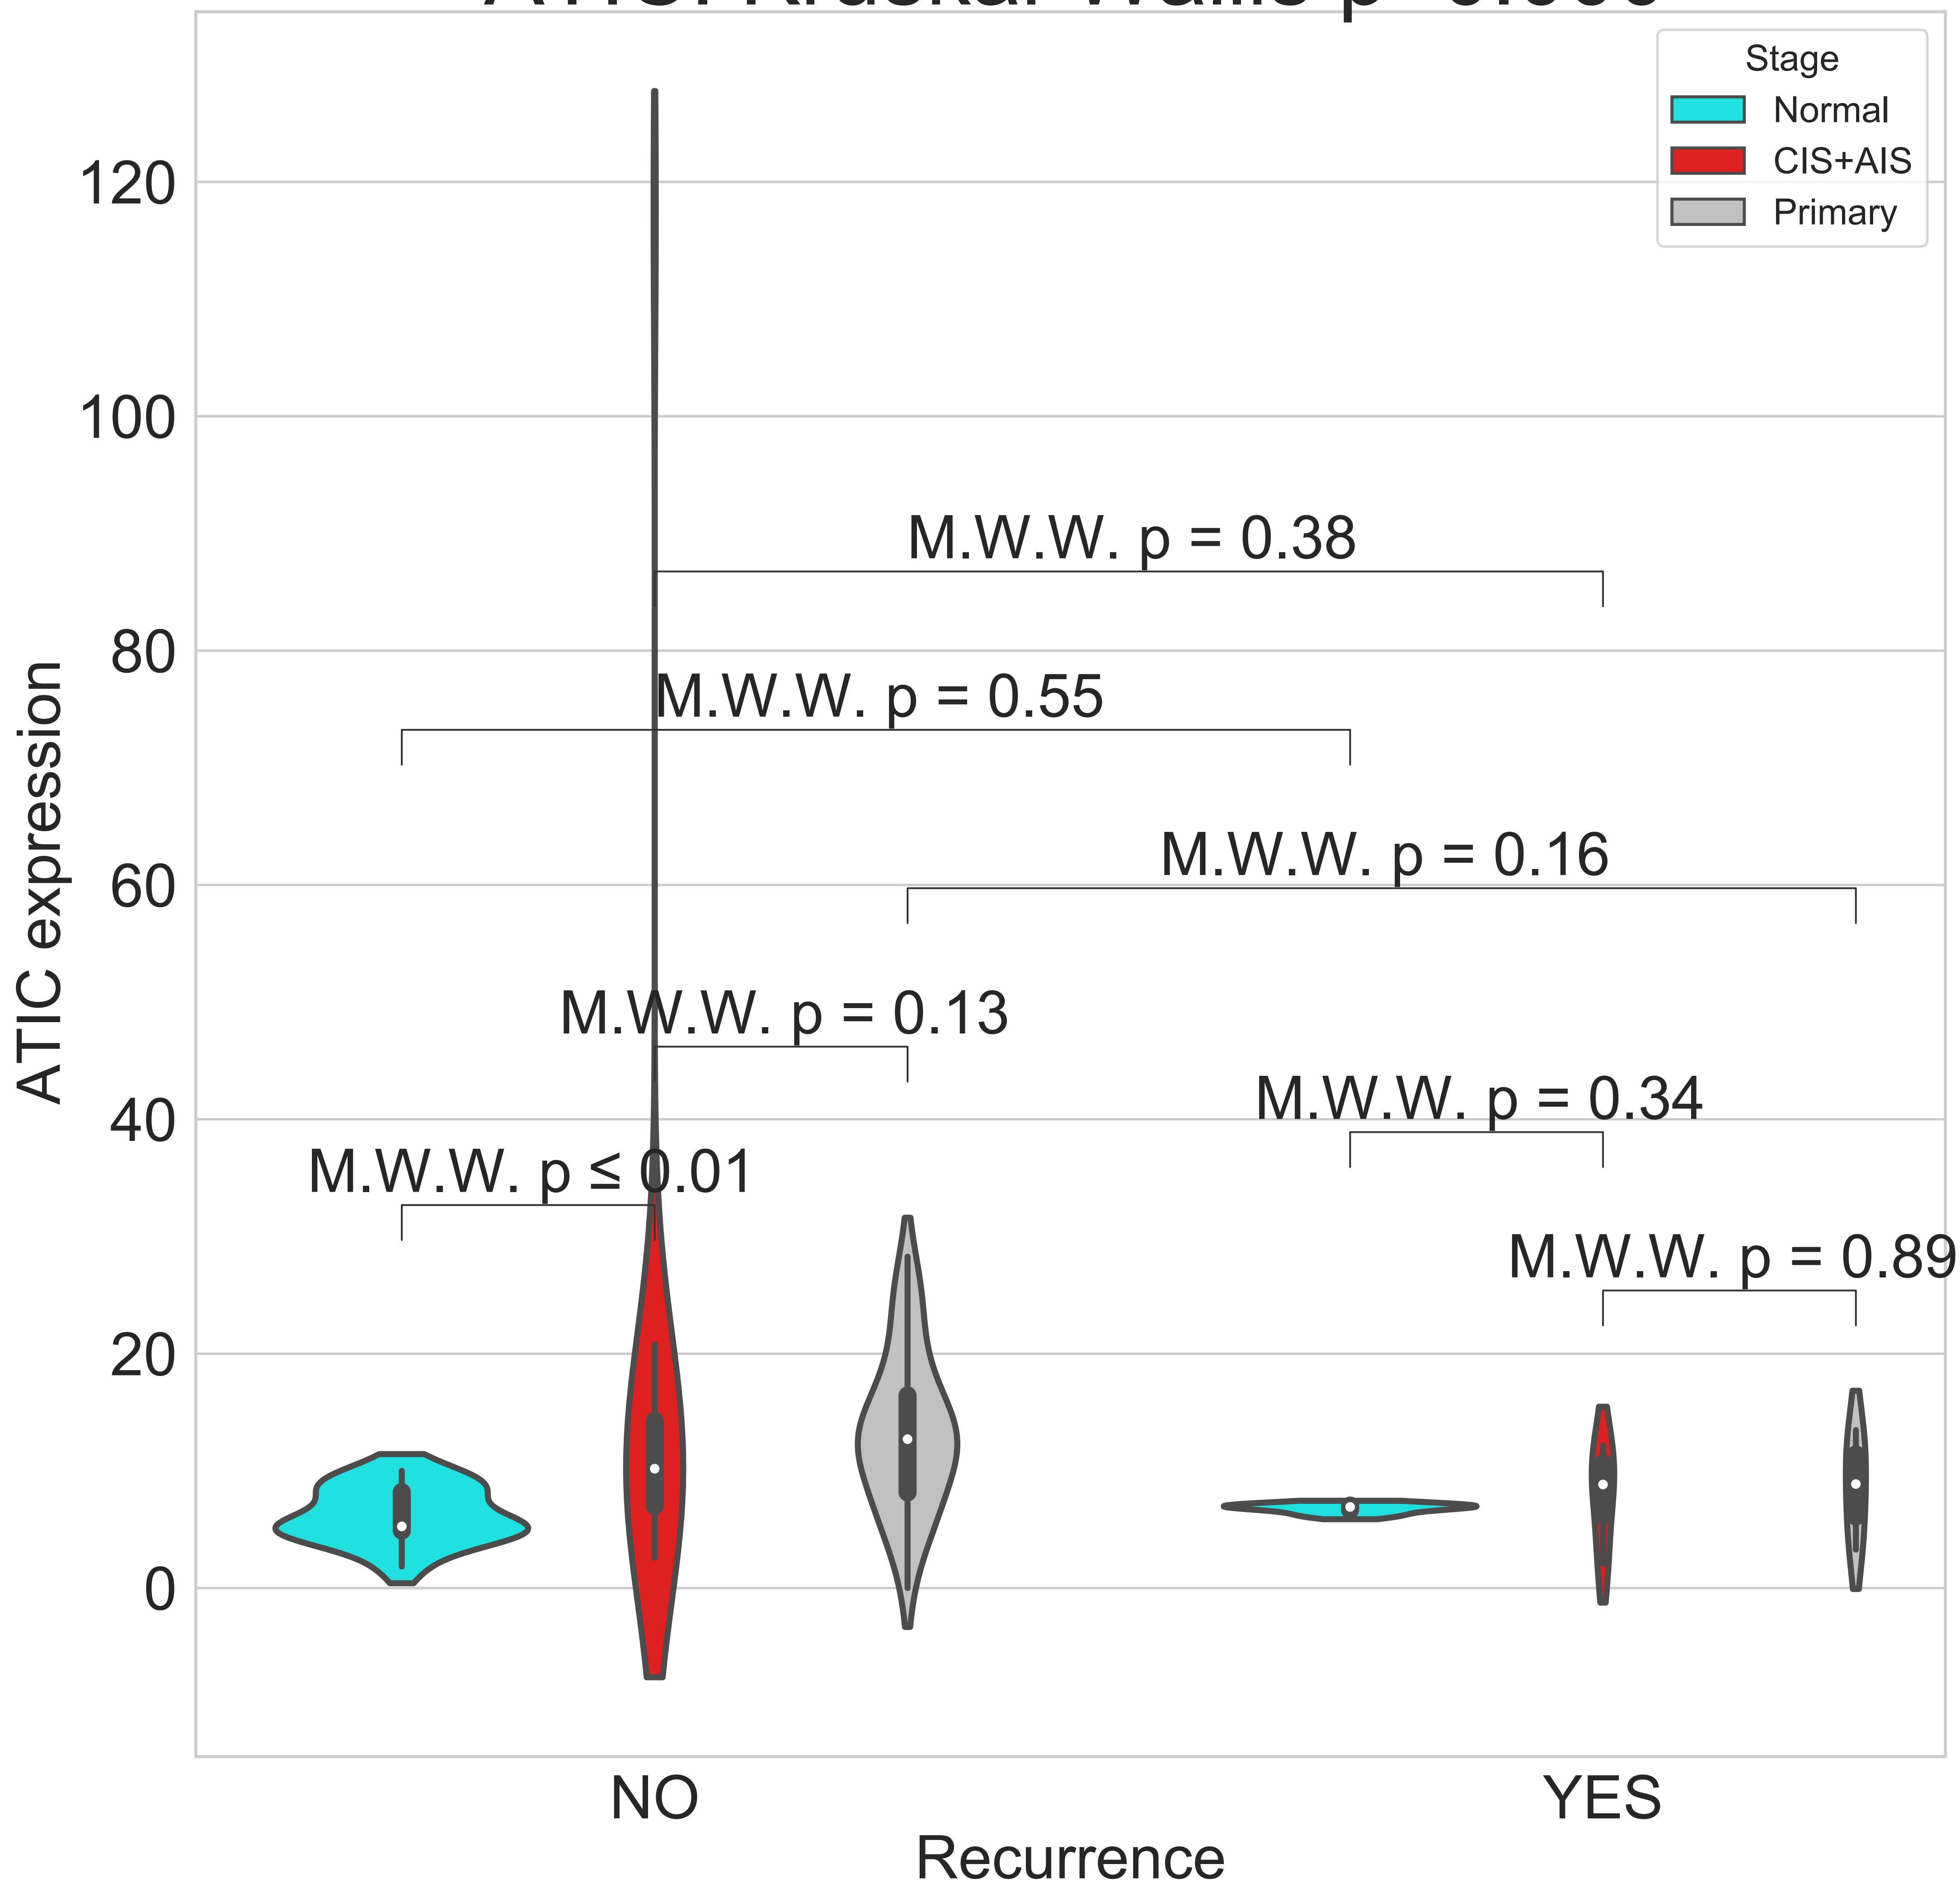 Stage
Normal
CIS+AIS
Primary
120
100
80
60
40
20
0
ATIC expression
M.W.W. p = 0.38
M.W.W. p = 0.55
M.W.W. p = 0.16
M.W.W. p = 0.13
M.W.W. p = 0.34
M.W.W. p ≤ 0.01
M.W.W. p = 0.89
NO
YES
Recurrence